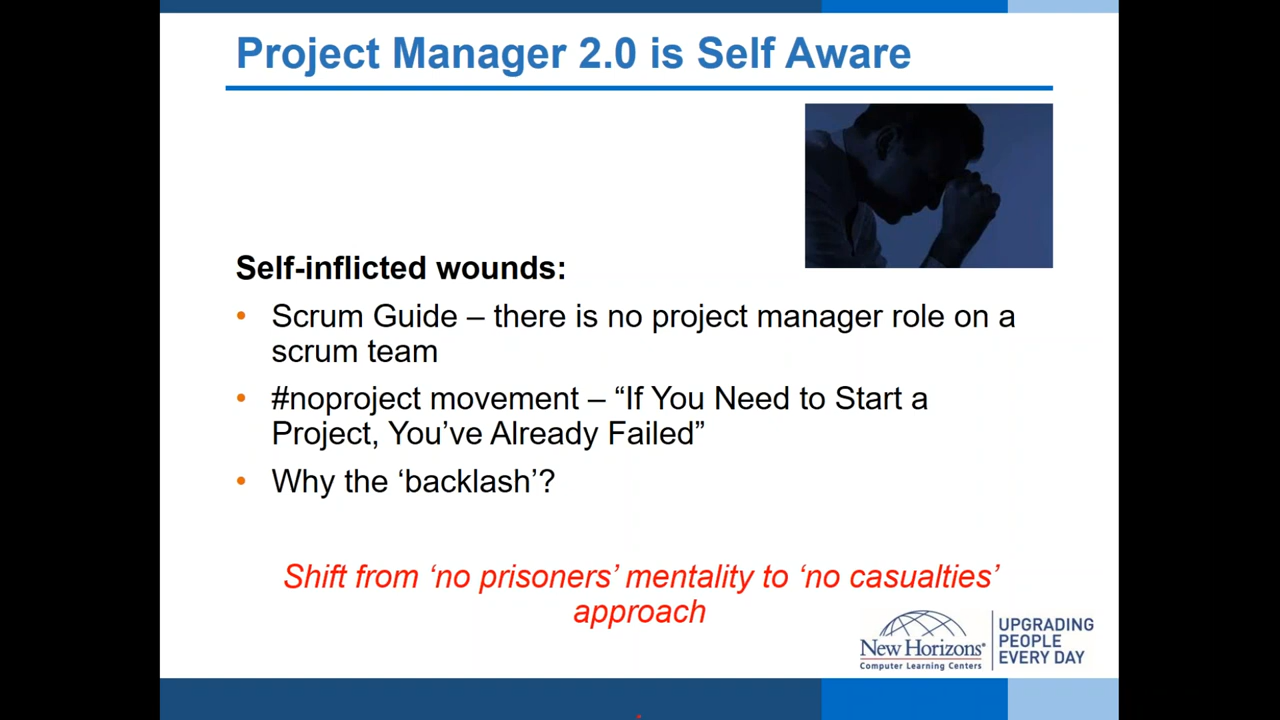 Project Manager 2.0 is Self Aware
Self-inflicted wounds:
• Scrum Guide – there is no project manager role on a
scrum team
• #noproject movement – “If You Need to Start a
Project, You’ve Already Failed”
• Why the ‘backlash’?
Shift from ‘no prisoners’ mentality to ‘no casualties’
approach
New Horizons®
Computer Learning Centers
UPGRADING
PEOPLE
EVERY DAY